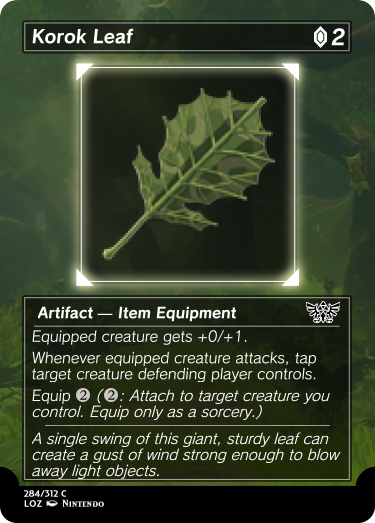 Korok Leaf 2
Artifact — Item Equipment
Equipped creature gets +0/+1.
Whenever equipped creature attacks, tap
target creature defending player controls.
Equip 2 (2: Attach to target creature you
control. Equip only as a sorcery.)
A single swing of this giant, sturdy leaf can
create a gust of wind strong enough to blow
away light objects.
284/312 C
LOZ Nintendo